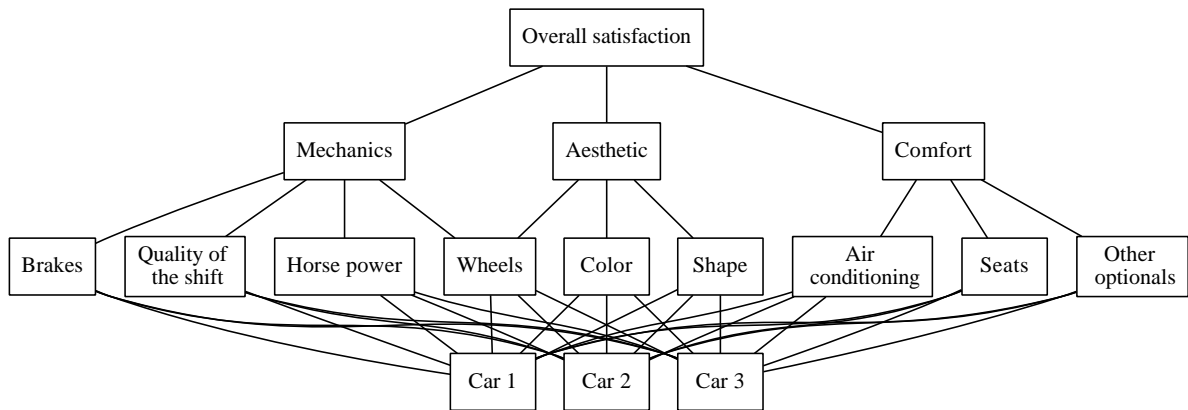 Overall satisfaction
Mechanics
Aesthetic
Comfort
Brakes
Quality of
the shift
Horse power
Wheels
Color
Shape
Air
conditioning
Seats
Other
optionals
Car 1
Car 2
Car 3